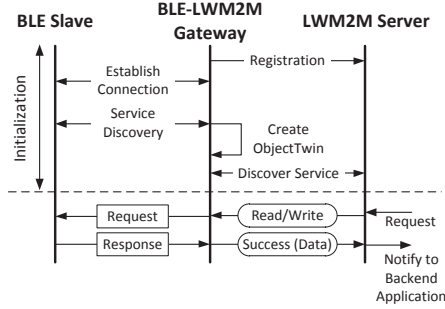 BLE Slave
BLE-LWM2M
Gateway
LWM2M Server
Initialization
Registration
Establish
Connection
Service
Discovery
Create
ObjectTwin
Discover Service
Request
Read/Write
Request
Response
Success (Data)
Notify to
Backend
Application